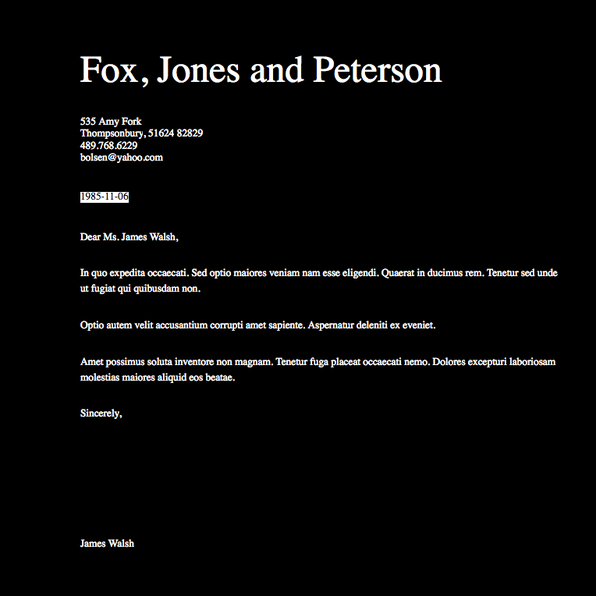 Fox, Jones and Peterson
535 Amy Fork
Thompsonbury, 51624 82829
489.768.6229
bolsen@yahoo.com
1985-11-06
Dear Ms. James Walsh,
In quo expedita occaecati. Sed optio maiores veniam nam esse eligendi. Quaerat in ducimus rem. Tenetur sed unde
ut fugiat qui quibusdam non.
Optio autem velit accusantium corrupti amet sapiente. Aspernatur deleniti ex eveniet.
Amet possimus soluta inventore non magnam. Tenetur fuga placeat occaecati nemo. Dolores excepturi laboriosam
molestias maiores aliquid eos beatae.
Sincerely,
James Walsh